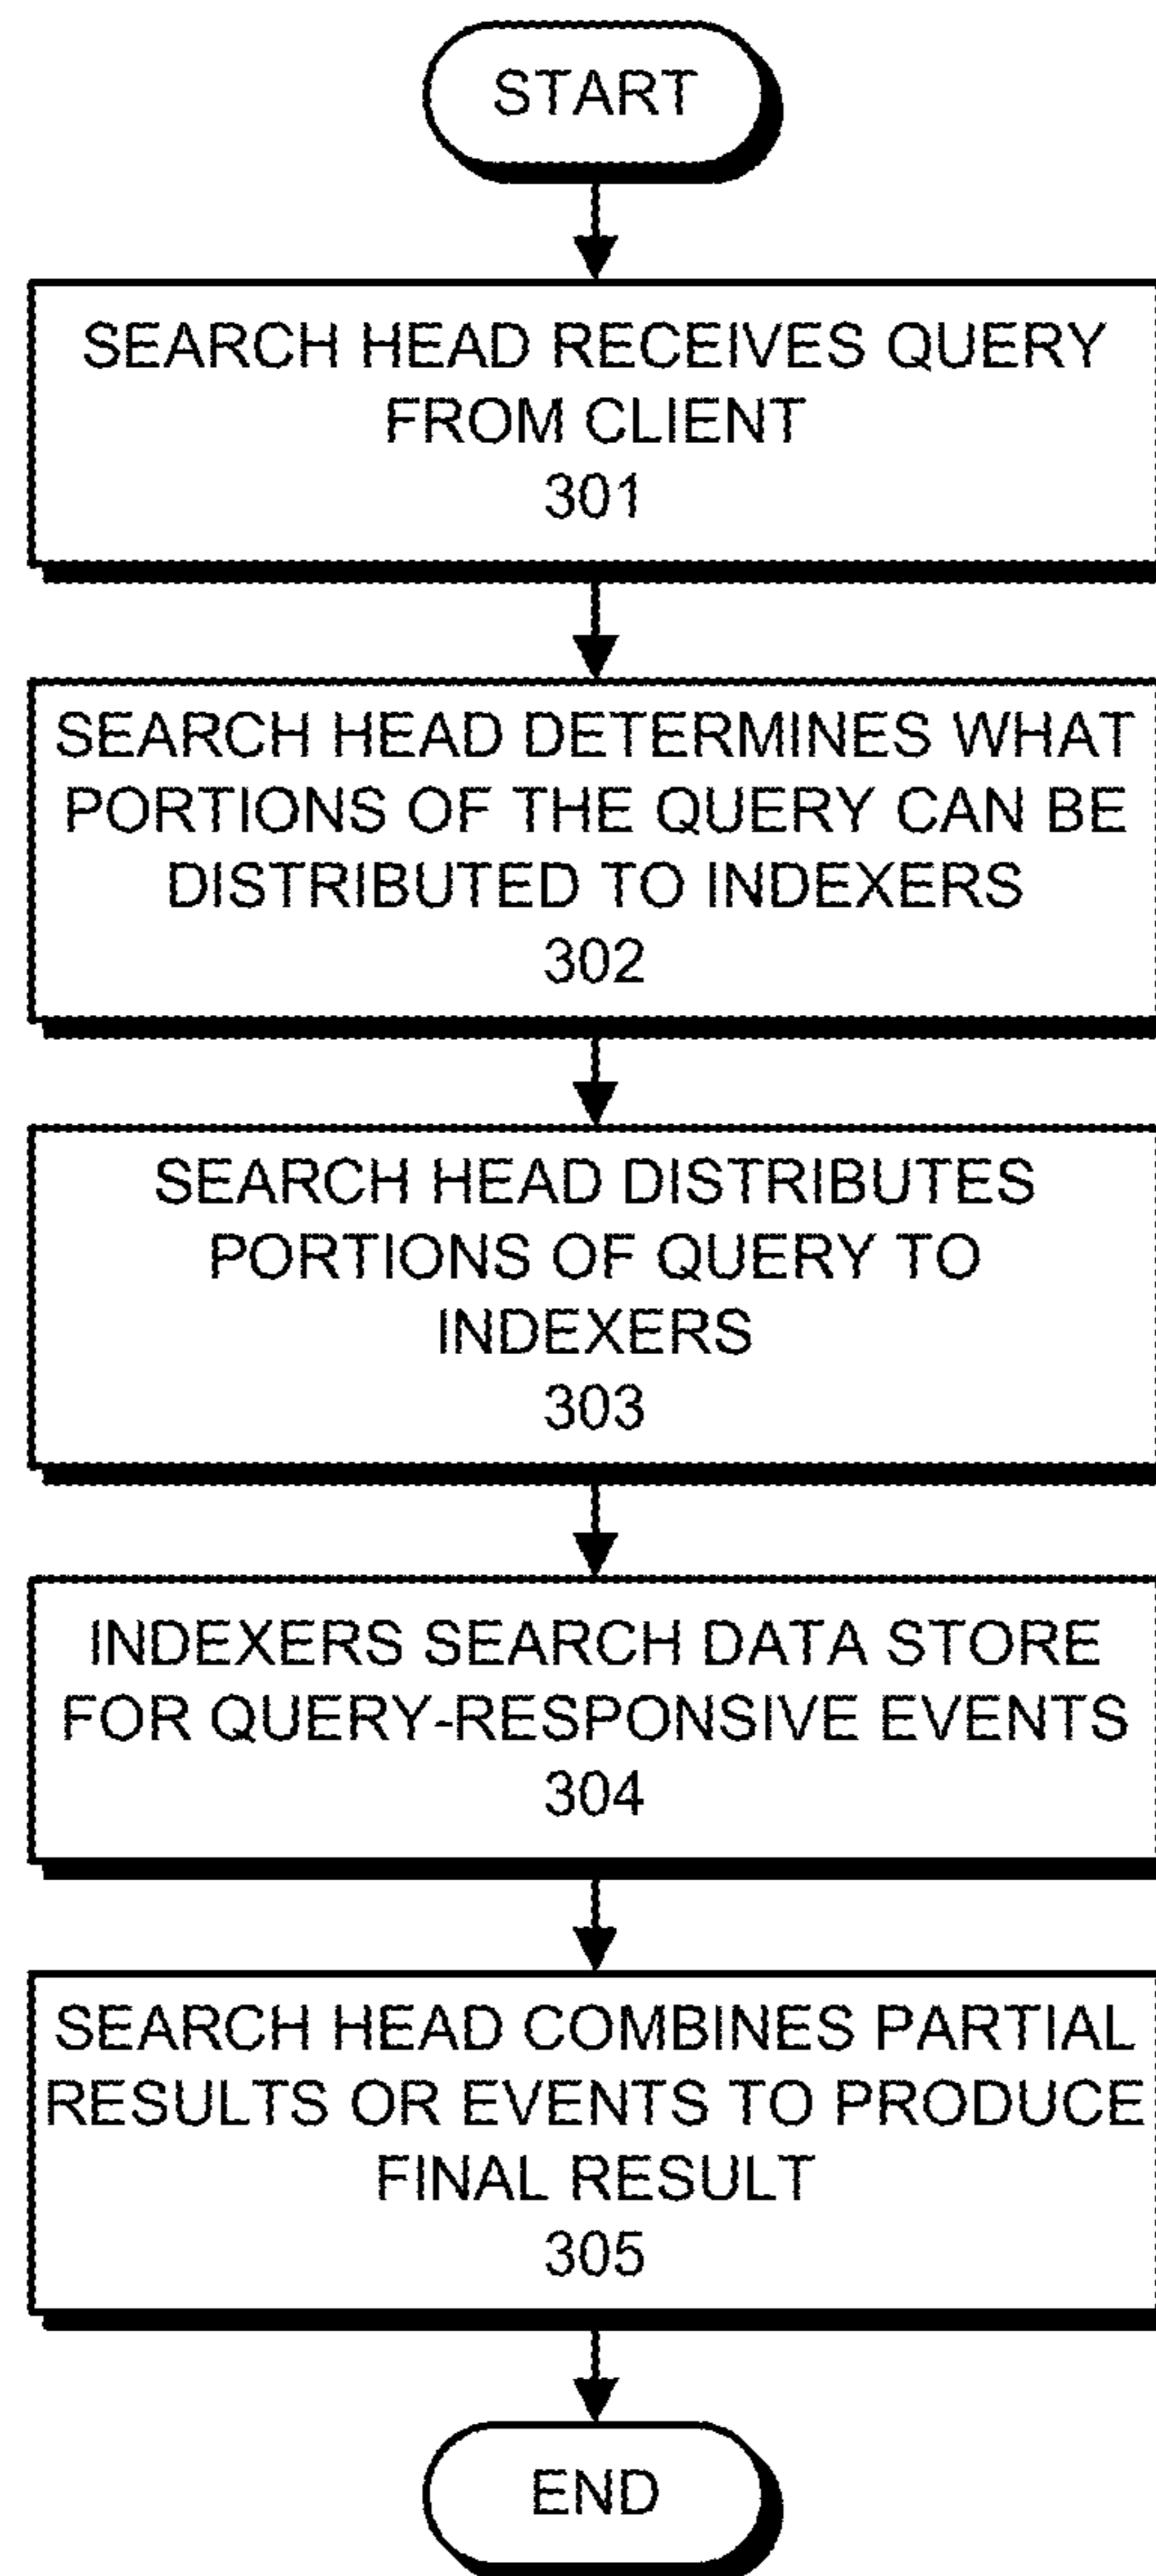 START
SEARCH HEAD RECEIVES QUERY
FROM CLIENT
301
SEARCH HEAD DETERMINES WHAT
PORTIONS OF THE QUERY CAN BE
DISTRIBUTED TO INDEXERS
302
SEARCH HEAD DISTRIBUTES
PORTIONS OF QUERY TO
INDEXERS
303
INDEXERS SEARCH DATA STORE
FOR QUERY-RESPONSIVE EVENTS
304
SEARCH HEAD COMBINES PARTIAL
RESULTS OR EVENTS TO PRODUCE
FINAL RESULT
305
END